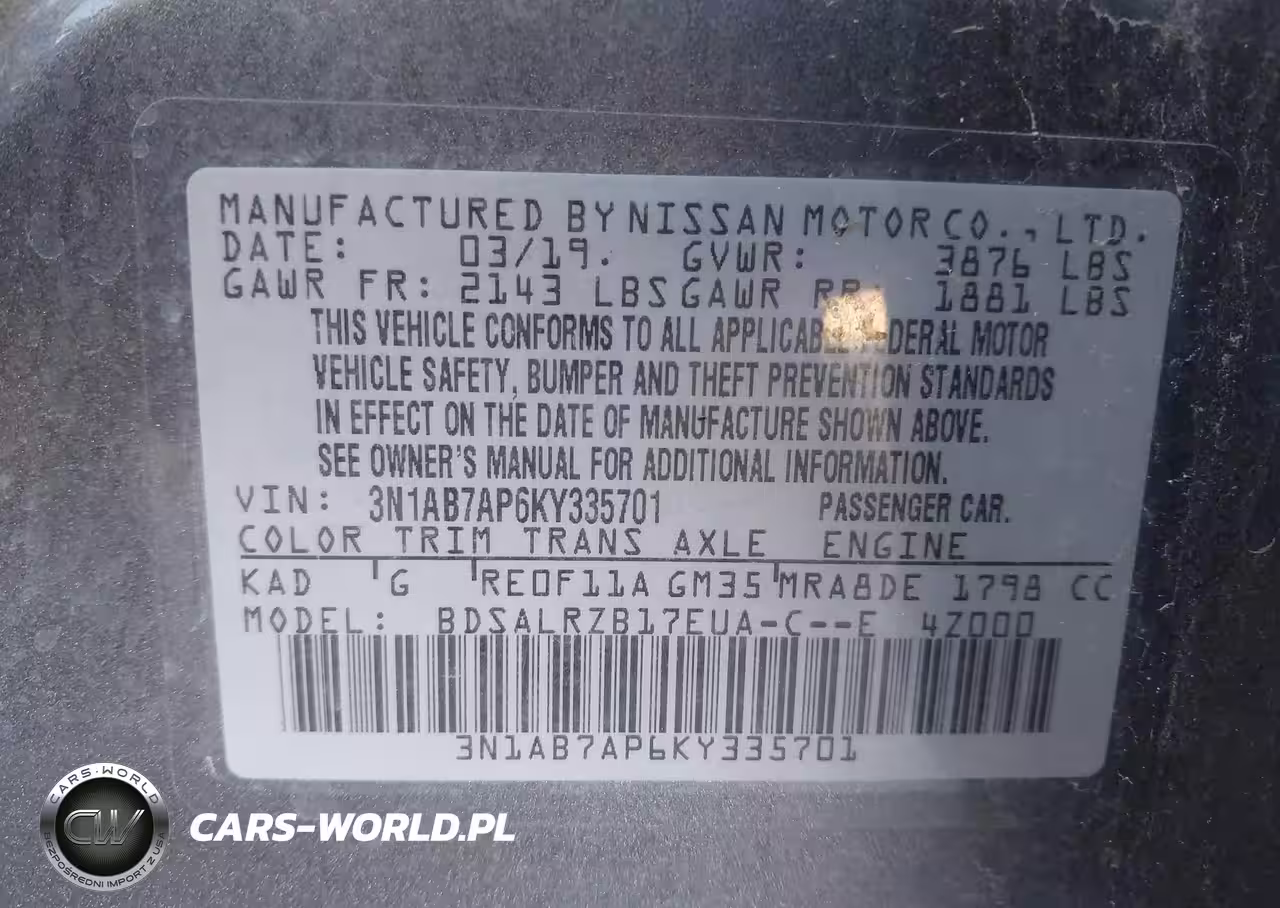 MANUFACTURED BY NISSAN MOTOR CO., LTD.
DATE: 03/19. GVWR: 3876 LBS
GAWR FR: 2143 LBS GAWR RR: 1881 LBS
THIS VEHICLE CONFORMS TO ALL APPLICABLE FEDERAL MOTOR
VEHICLE SAFETY, BUMPER AND THEFT PREVENTION STANDARDS
IN EFFECT ON THE DATE OF MANUFACTURE SHOWN ABOVE.
SEE OWNER'S MANUAL FOR ADDITIONAL INFORMATION.
VIN: 3N1AB7AP6KY335701 PASSENGER CAR.
COLOR TRIM TRANS AXLE ENGINE
KAD G RE0F11A GM35 MRA8DE 1798 CC
MODEL: BDSALRZB17EUA-C--E 4Z000
3N1AB7AP6KY335701
CARS-WORLD
CW
BEZPOŚREDNI IMPORT Z USA
CARS-WORLD.PL